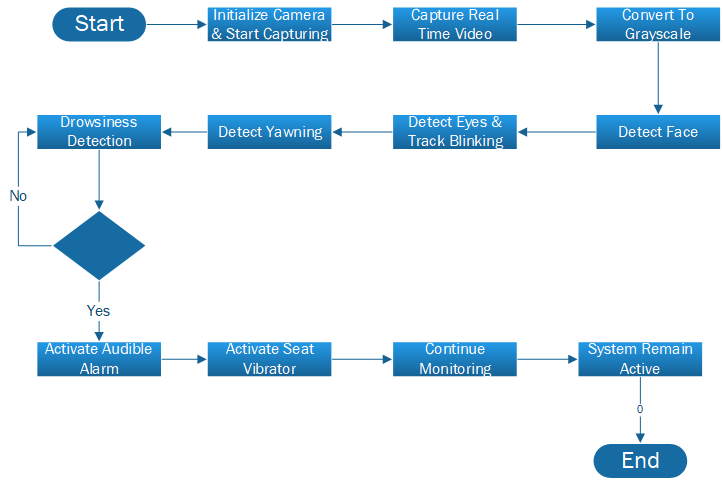 Start
Initialize Camera
& Start Capturing
Capture Real
Time Video
Convert To
Grayscale
Detect Face
Detect Eyes &
Track Blinking
Detect Yawning
Drowsiness
Detection
No
Yes
Activate Audible
Alarm
Activate Seat
Vibrator
Continue
Monitoring
System Remain
Active
0
End